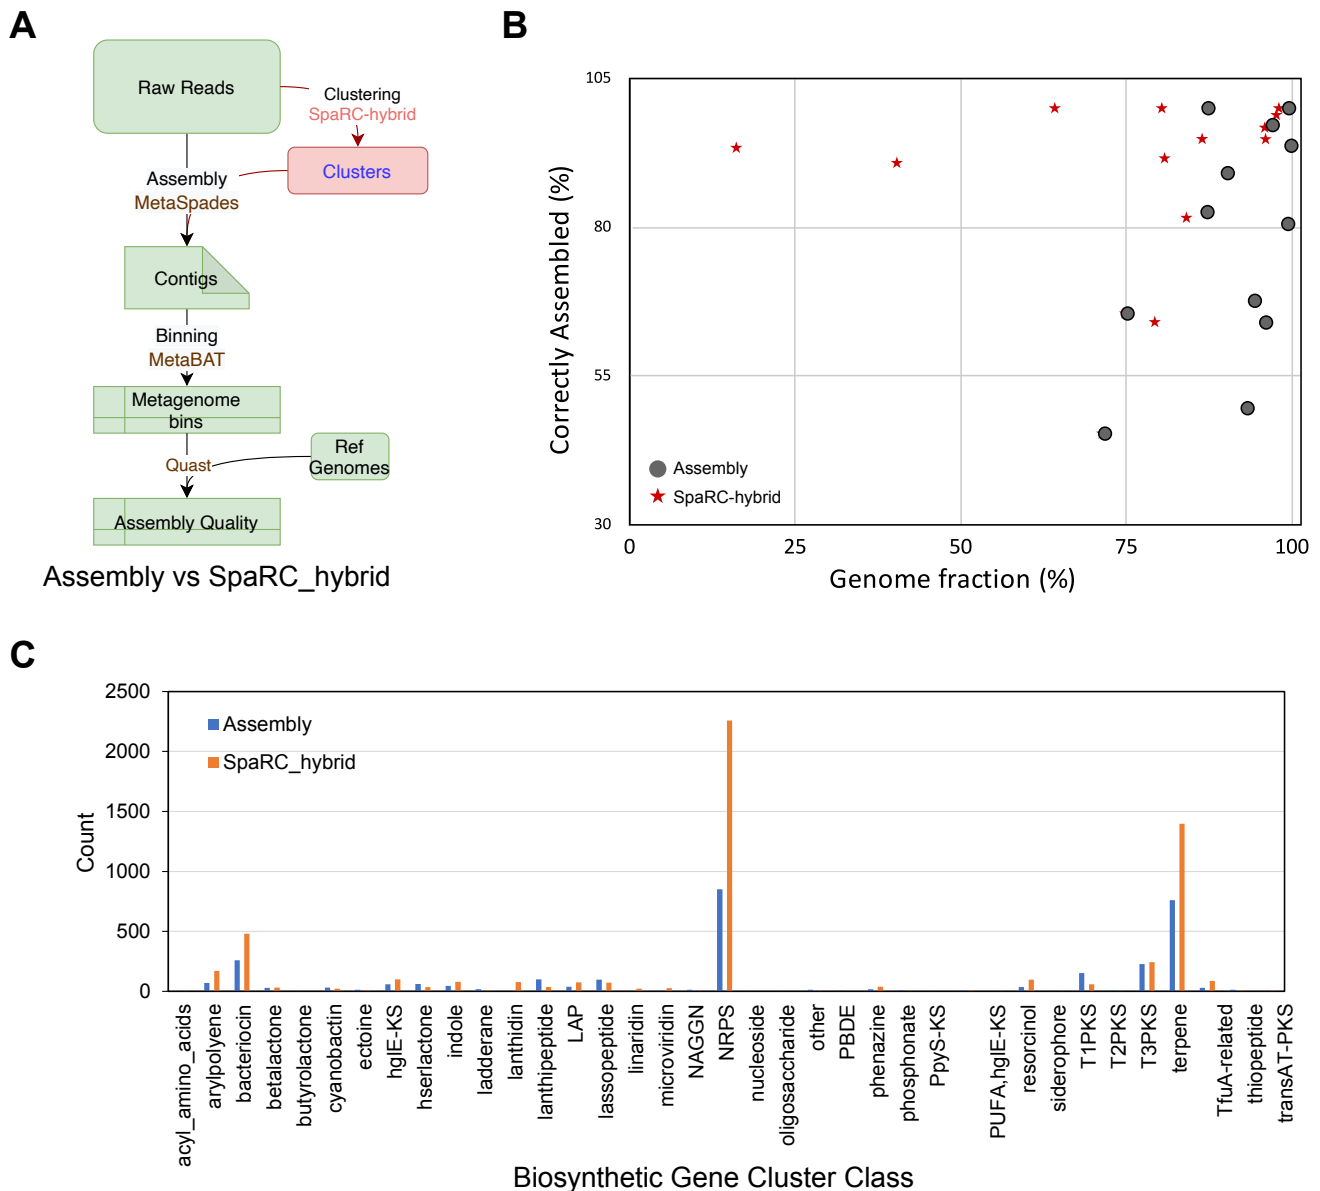 A
Raw Reads
Clustering
SpaRC-hybrid
Clusters
Assembly
MetaSpades
Contigs
Binning
MetaBAT
Metagenome
bins
Ref
Genomes
Quast
Assembly Quality
Assembly vs SpaRC_hybrid
B
105
80
55
30
Correctly Assembled (%)
Assembly
SpaRC-hybrid
0 25 50 75 100
Genome fraction (%)
C
2500
2000
1500
1000
500
0
Count
Assembly
SpaRC_hybrid
acyl_amino_acids
arylpolyene
bacteriocin
betalactone
butyrolactone
cyanobactin
ectoine
hglE-KS
hserlactone
indole
ladderane
lanthidin
lanthipeptide
LAP
lassopeptide
linaridin
microviridin
NAGGN
NRPS
nucleoside
oligosaccharide
other
PBDE
phenazine
phosphonate
PpyS-KS
PUFA,hglE-KS
resorcinol
siderophore
T1PKS
T2PKS
T3PKS
terpene
TfuA-related
thiopeptide
transAT-PKS
Biosynthetic Gene Cluster Class